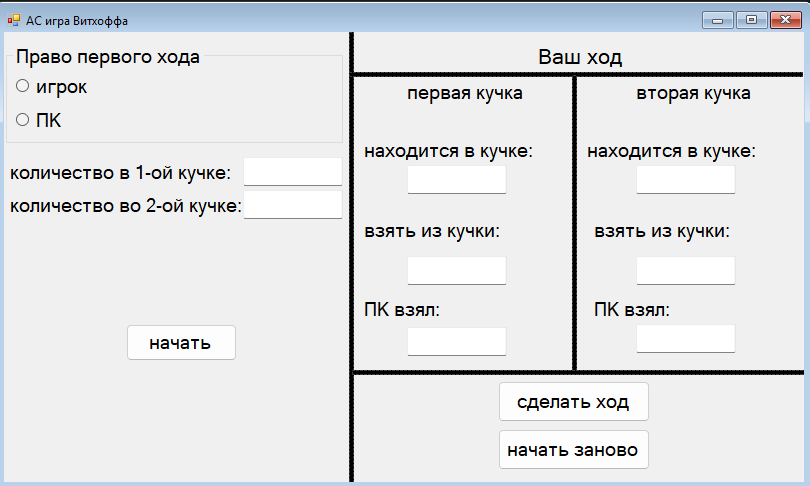 АС игра Витхоффа
Право первого хода
игрок
ПК
количество в 1-ой кучке:
количество во 2-ой кучке:
начать
Ваш ход
первая кучка
находится в кучке:
взять из кучки:
ПК взял:
вторая кучка
находится в кучке:
взять из кучки:
ПК взял:
сделать ход
начать заново